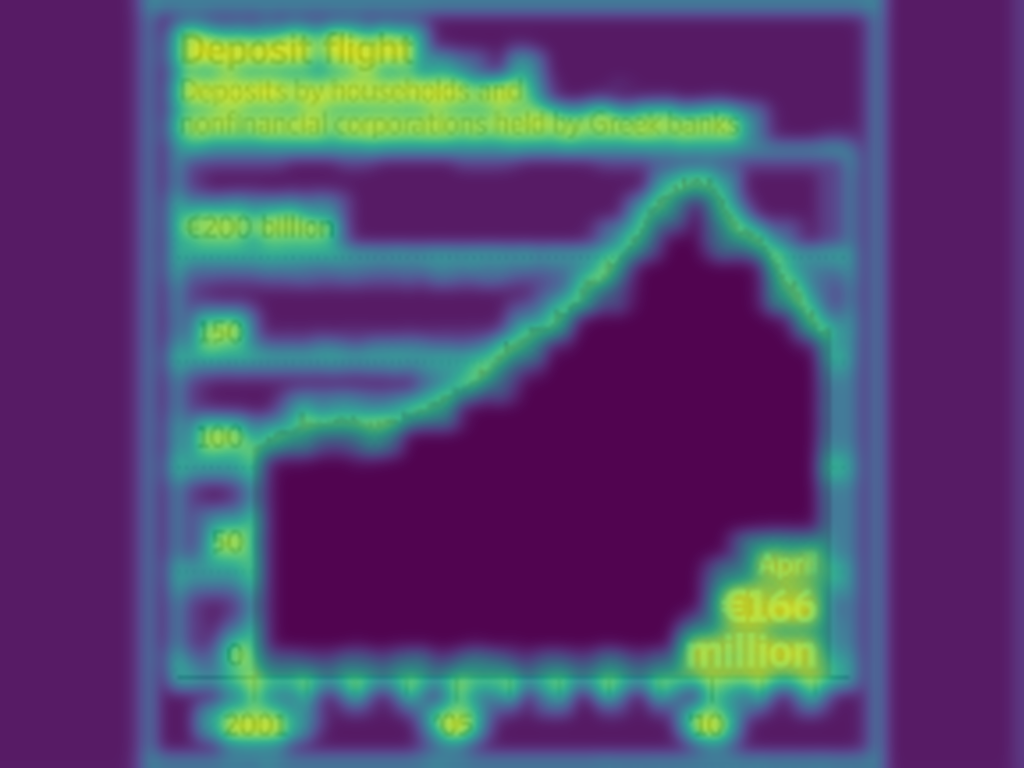 Deposit flight
Deposits by households and
nonfinancial corporations held by Greek banks
€200 billion
150
100
50
0
April
€166
million
2001
05
10